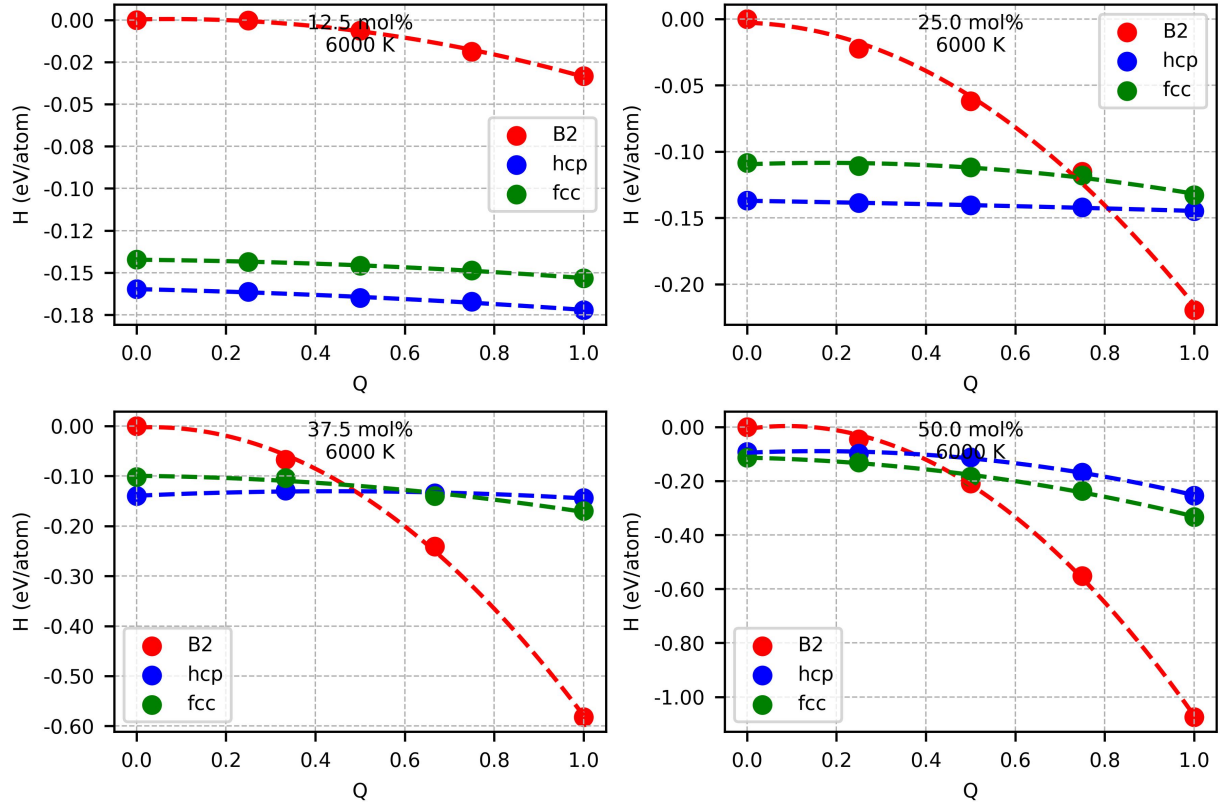 12.5 mol%
6000 K
0.00
-0.02
-0.05
-0.08
-0.10
-0.12
-0.15
-0.18
H (eV/atom)
B2
hcp
fcc
0.0 0.2 0.4 0.6 0.8 1.0
Q
25.0 mol%
6000 K
0.00
-0.05
-0.10
-0.15
-0.20
H (eV/atom)
B2
hcp
fcc
0.0 0.2 0.4 0.6 0.8 1.0
Q
37.5 mol%
6000 K
0.00
-0.10
-0.20
-0.30
-0.40
-0.50
-0.60
H (eV/atom)
B2
hcp
fcc
0.0 0.2 0.4 0.6 0.8 1.0
Q
50.0 mol%
6000 K
0.00
-0.20
-0.40
-0.60
-0.80
-1.00
H (eV/atom)
B2
hcp
fcc
0.0 0.2 0.4 0.6 0.8 1.0
Q